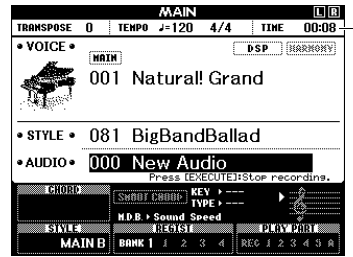 MAIN L R
TRANSPOSE 0 TEMPO ♩=120 4/4 TIME 00:08
• VOICE • DSP HARMONY
MAIN
001 Natural! Grand
• STYLE • 081 BigBandBallad
• AUDIO • 000 New Audio
Press [EXECUTE]:Stop recording.
CHORD
SMART CHORD KEY ▸ ---
TYPE ▸ ---
M.D.B. ▸ Sound Speed
STYLE REGIST PLAY PART
MAIN B BANK 1 1 2 3 4 REC 1 2 3 4 5 A